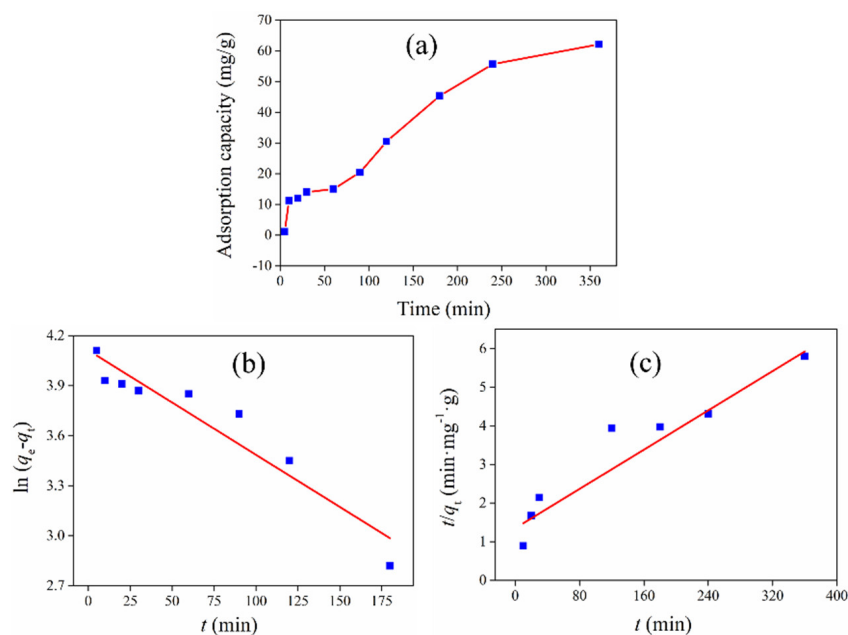 (a)
Adsorption capacity (mg/g)
70
60
50
40
30
20
10
0
-10
0 50 100 150 200 250 300 350
Time (min)
(b)
ln (qe-qt)
4.2
3.9
3.6
3.3
3.0
2.7
0 25 50 75 100 125 150 175
t (min)
(c)
t/qt (min·mg⁻¹·g)
6
5
4
3
2
1
0
0 80 160 240 320 400
t (min)